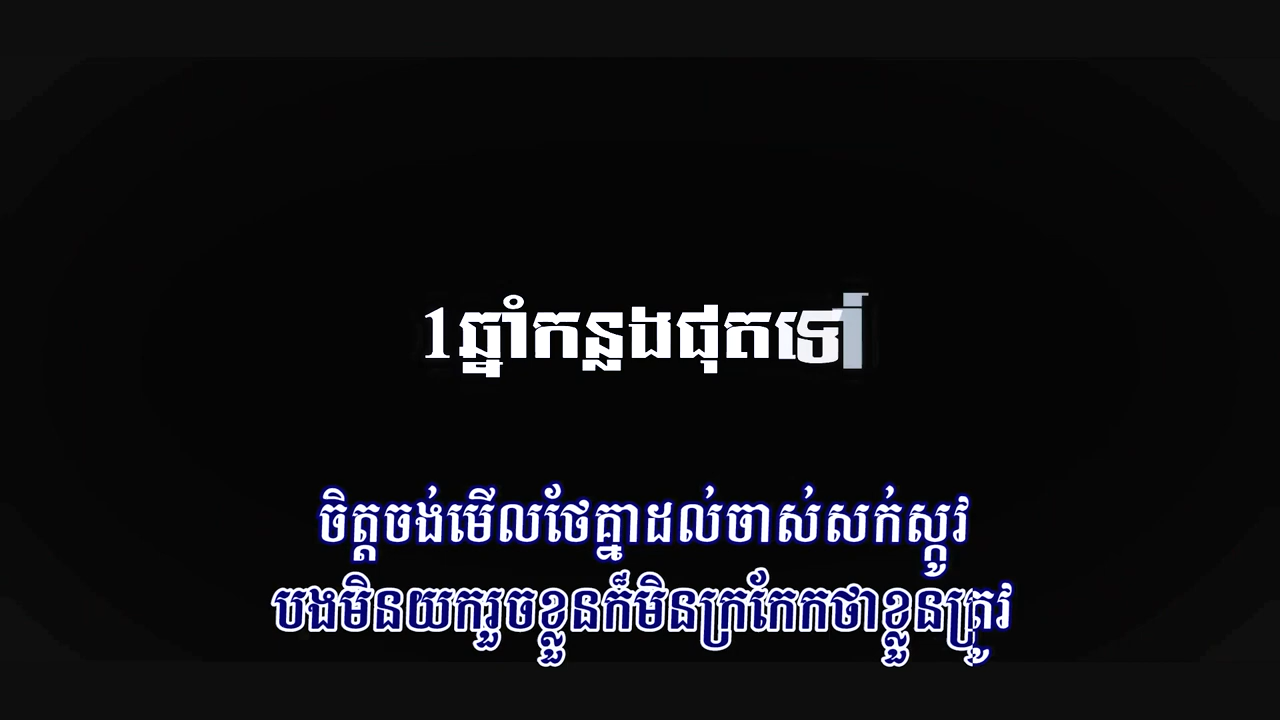 1ឆ្នាំកន្លងផុតទៅ
ចិត្តចង់មើលថែគ្នាដល់ចាស់សក់ស្កូវ
បងមិនយករួចខ្លួនក៏មិនក្រកែកថាខ្លួនត្រូវ